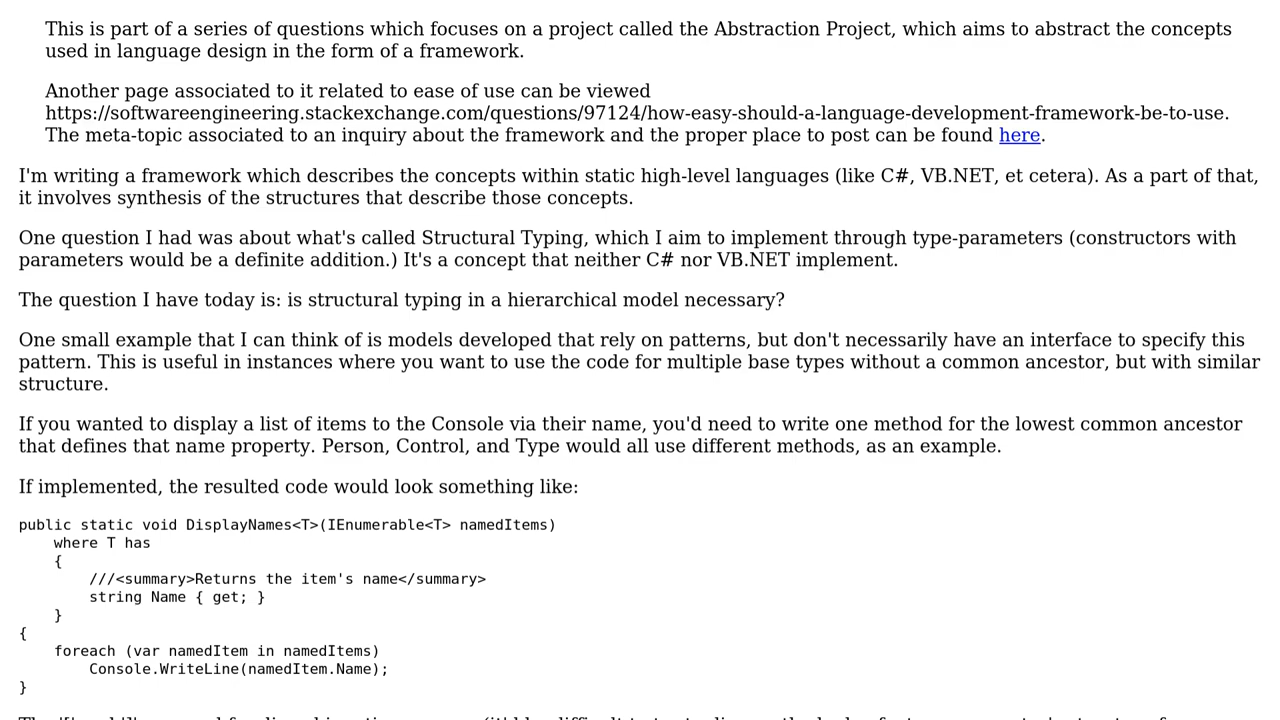 This is part of a series of questions which focuses on a project called the Abstraction Project, which aims to abstract the concepts
used in language design in the form of a framework.
Another page associated to it related to ease of use can be viewed
https://softwareengineering.stackexchange.com/questions/97124/how-easy-should-a-language-development-framework-be-to-use.
The meta-topic associated to an inquiry about the framework and the proper place to post can be found here.
I'm writing a framework which describes the concepts within static high-level languages (like C#, VB.NET, et cetera). As a part of that,
it involves synthesis of the structures that describe those concepts.
One question I had was about what's called Structural Typing, which I aim to implement through type-parameters (constructors with
parameters would be a definite addition.) It's a concept that neither C# nor VB.NET implement.
The question I have today is: is structural typing in a hierarchical model necessary?
One small example that I can think of is models developed that rely on patterns, but don't necessarily have an interface to specify this
pattern. This is useful in instances where you want to use the code for multiple base types without a common ancestor, but with similar
structure.
If you wanted to display a list of items to the Console via their name, you'd need to write one method for the lowest common ancestor
that defines that name property. Person, Control, and Type would all use different methods, as an example.
If implemented, the resulted code would look something like:
public static void DisplayNames<T>(IEnumerable<T> namedItems)
    where T has
    {
        ///<summary>Returns the item's name</summary>
        string Name { get; }
    }
{
    foreach (var namedItem in namedItems)
        Console.WriteLine(namedItem.Name);
}